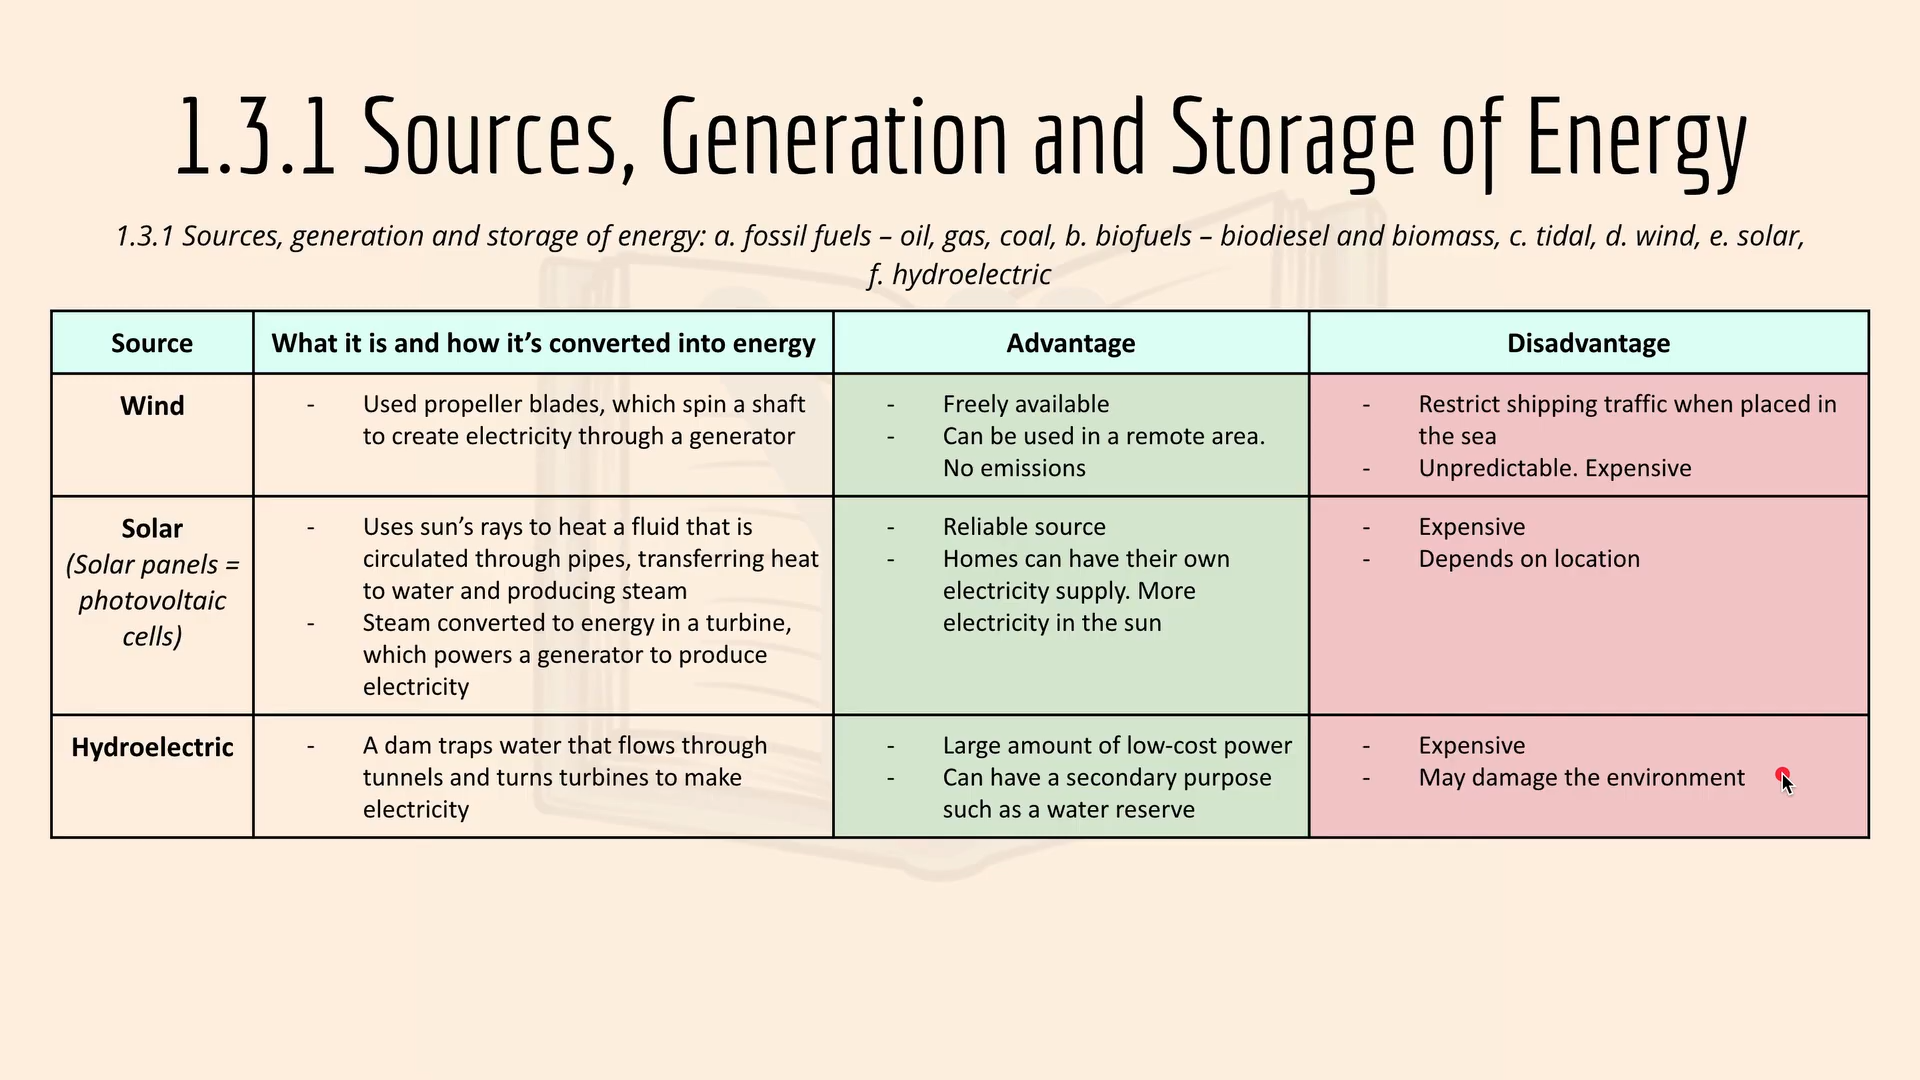 1.3.1 Sources, Generation and Storage of Energy
1.3.1 Sources, generation and storage of energy: a. fossil fuels – oil, gas, coal, b. biofuels – biodiesel and biomass, c. tidal, d. wind, e. solar,
f. hydroelectric
Source
What it is and how it’s converted into energy
Advantage
Disadvantage
Wind
- Used propeller blades, which spin a shaft
to create electricity through a generator
- Freely available
- Can be used in a remote area.
No emissions
- Restrict shipping traffic when placed in
the sea
- Unpredictable. Expensive
Solar
(Solar panels =
photovoltaic
cells)
- Uses sun’s rays to heat a fluid that is
circulated through pipes, transferring heat
to water and producing steam
- Steam converted to energy in a turbine,
which powers a generator to produce
electricity
- Reliable source
- Homes can have their own
electricity supply. More
electricity in the sun
- Expensive
- Depends on location
Hydroelectric
- A dam traps water that flows through
tunnels and turns turbines to make
electricity
- Large amount of low-cost power
- Can have a secondary purpose
such as a water reserve
- Expensive
- May damage the environment